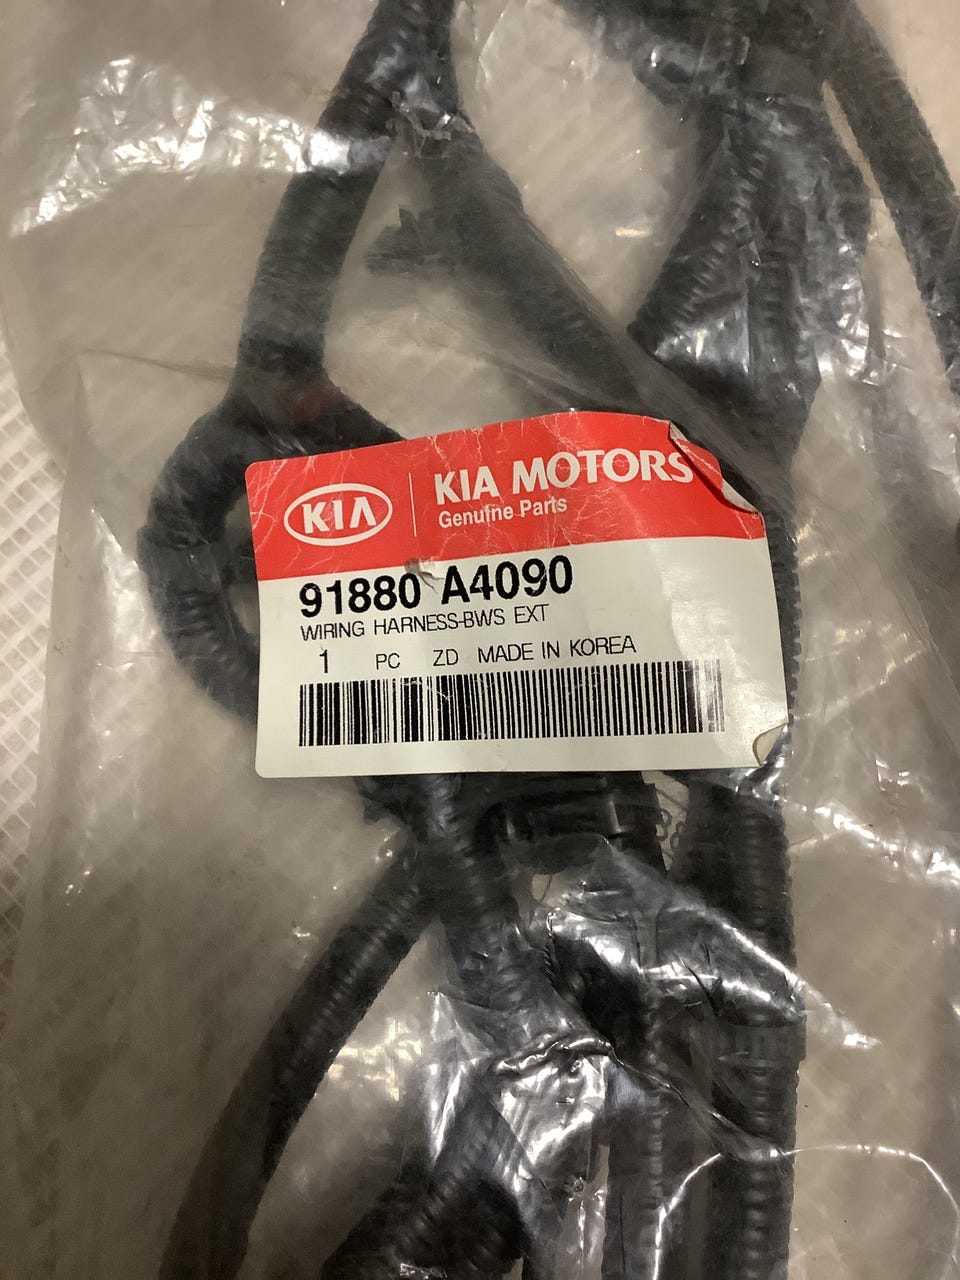 KIA
KIA MOTORS
Genuine Parts
91880 A4090
WIRING HARNESS-BWS EXT
1 PC ZD MADE IN KOREA